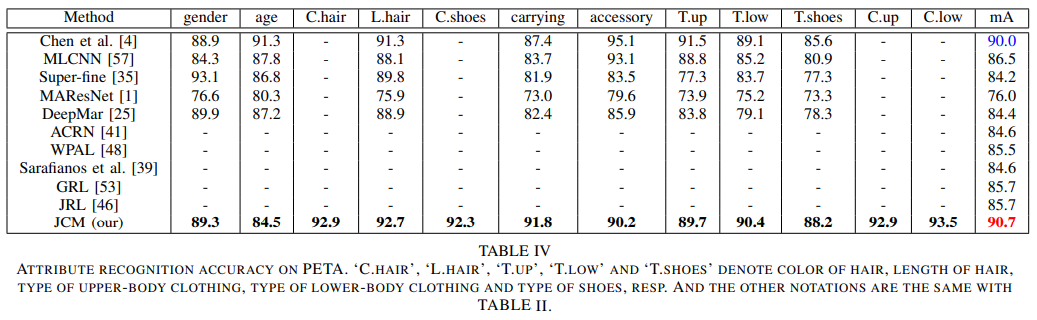 Method gender age C.hair L.hair C.shoes carrying accessory T.up T.low T.shoes C.up C.low mA
Chen et al. [4] 88.9 91.3 - 91.3 - 87.4 95.1 91.5 89.1 85.6 - - 90.0
MLCNN [57] 84.3 87.8 - 88.1 - 83.7 93.1 88.8 85.2 80.9 - - 86.5
Super-fine [35] 93.1 86.8 - 89.8 - 81.9 83.5 77.3 83.7 77.3 - - 84.2
MAResNet [1] 76.6 80.3 - 75.9 - 73.0 79.6 73.9 75.2 73.3 - - 76.0
DeepMar [25] 89.9 87.2 - 88.9 - 82.4 85.9 83.8 79.1 78.3 - - 84.4
ACRN [41] - - - - - - - - - - - - 84.6
WPAL [48] - - - - - - - - - - - - 85.5
Sarafianos et al. [39] - - - - - - - - - - - - 84.6
GRL [53] - - - - - - - - - - - - 85.7
JRL [46] - - - - - - - - - - - - 85.7
JCM (our) 89.3 84.5 92.9 92.7 92.3 91.8 90.2 89.7 90.4 88.2 92.9 93.5 90.7
TABLE IV
ATTRIBUTE RECOGNITION ACCURACY ON PETA. ‘C.HAIR’, ‘L.HAIR’, ‘T.UP’, ‘T.LOW’ AND ‘T.SHOES’ DENOTE COLOR OF HAIR, LENGTH OF HAIR,
TYPE OF UPPER-BODY CLOTHING, TYPE OF LOWER-BODY CLOTHING AND TYPE OF SHOES, RESP. AND THE OTHER NOTATIONS ARE THE SAME WITH
TABLE II.